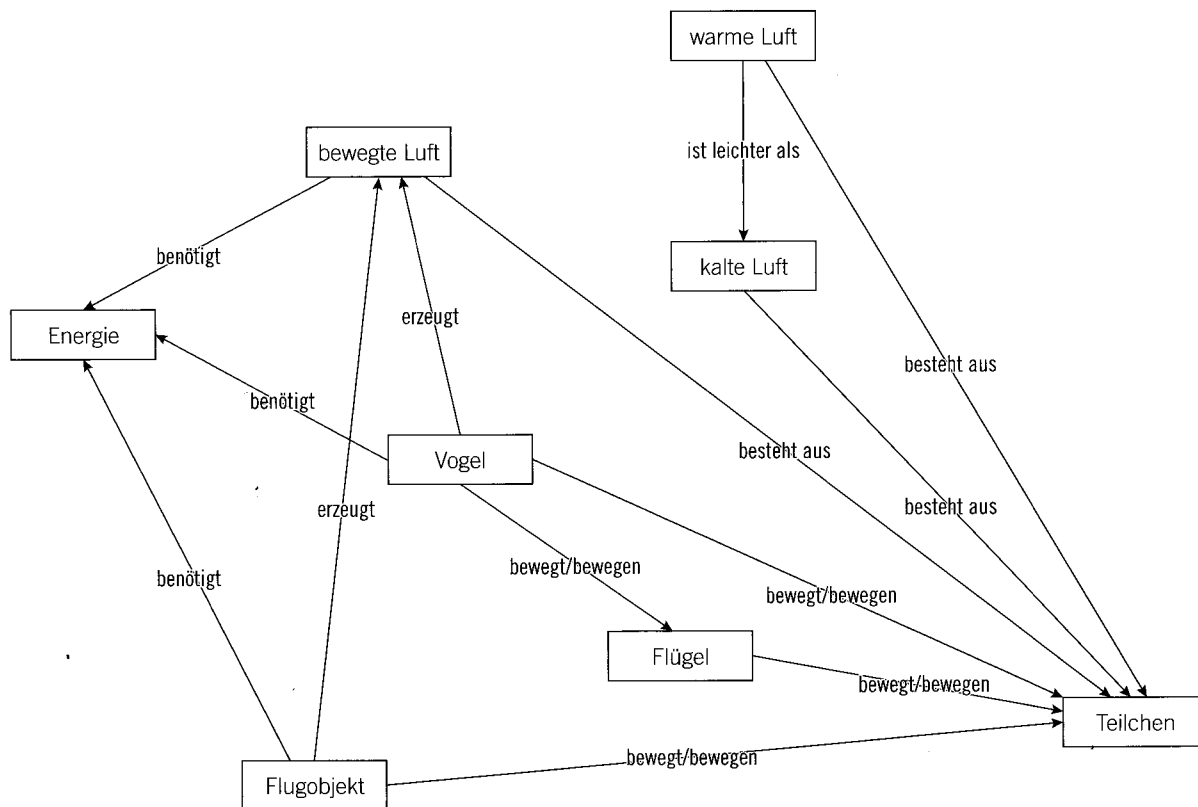 warme Luft
bewegte Luft
ist leichter als
benötigt
kalte Luft
Energie
erzeugt
besteht aus
benötigt
besteht aus
Vogel
erzeugt
besteht aus
bewegt/bewegen
benötigt
bewegt/bewegen
Flügel
bewegt/bewegen
Teilchen
bewegt/bewegen
Flugobjekt